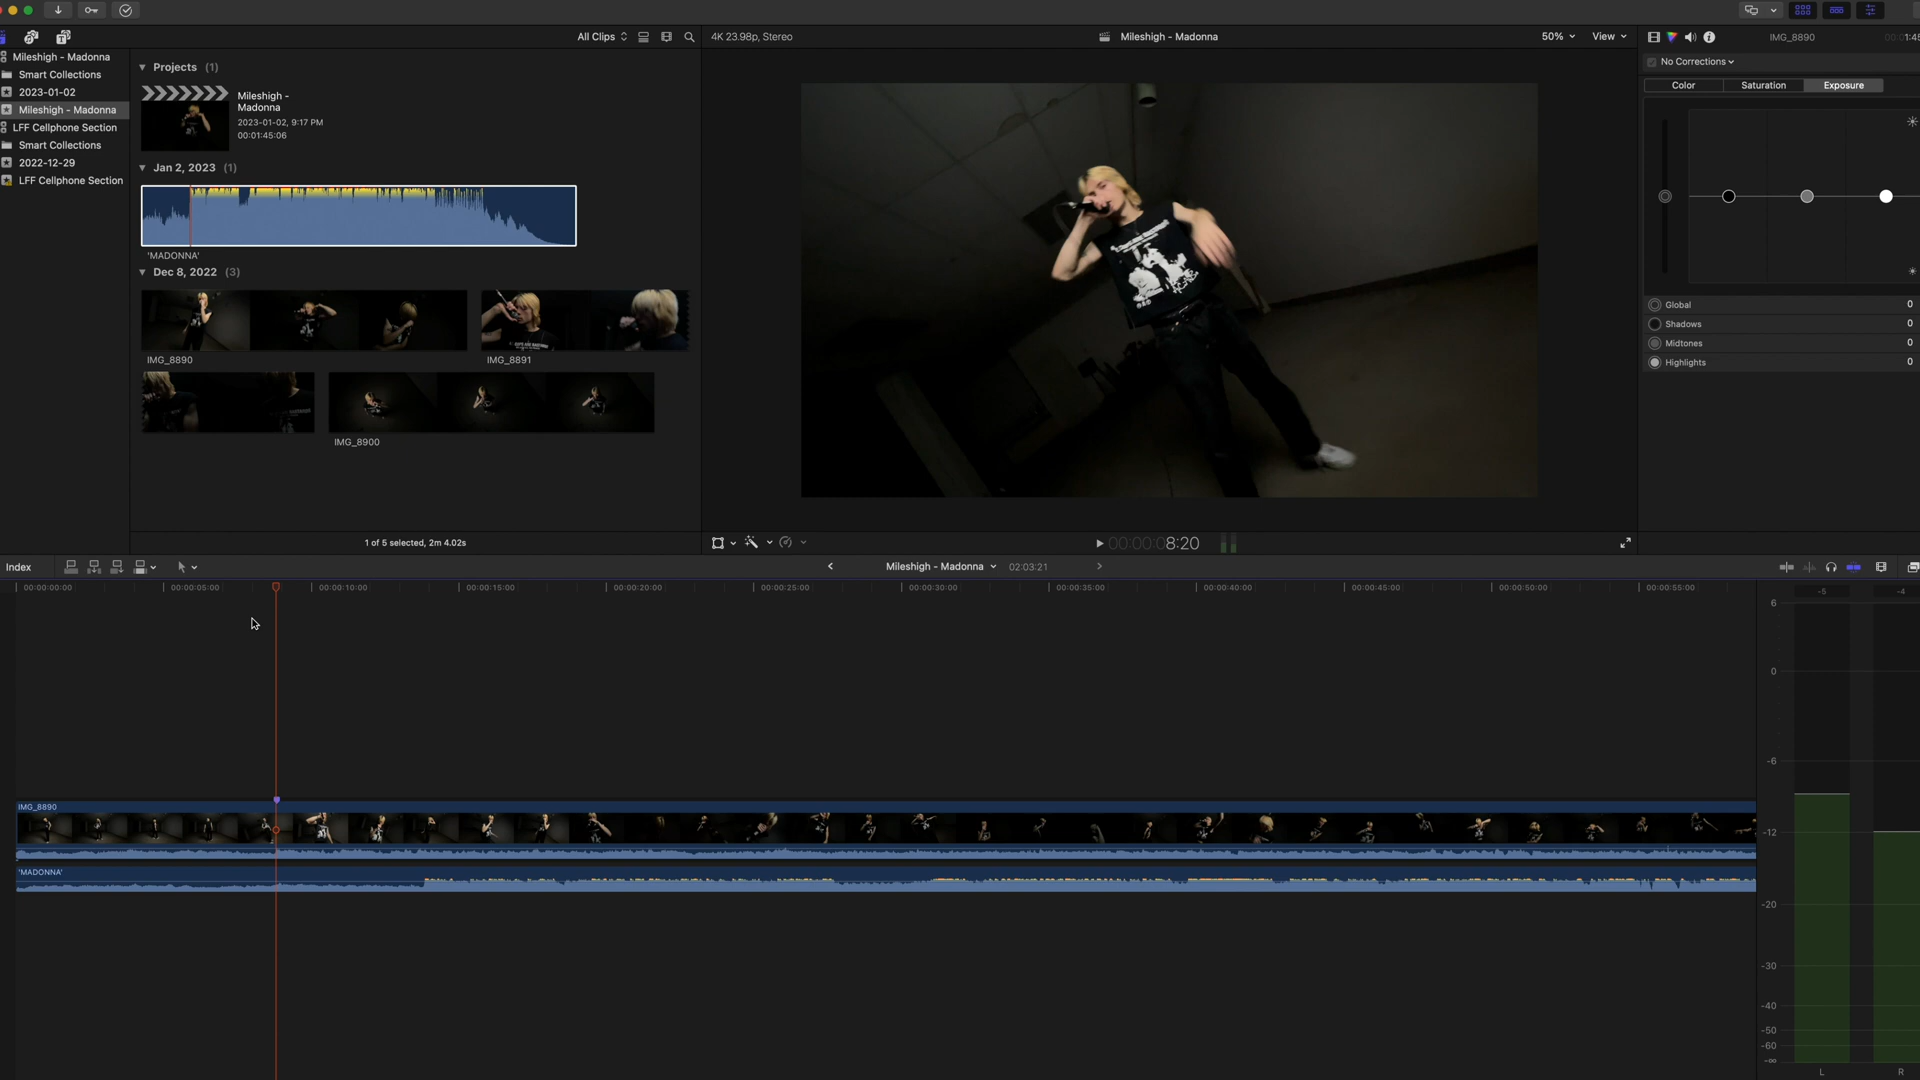 All Clips
4K 23.98p, Stereo
Mileshigh - Madonna
50%
View
IMG_8890
Mileshigh - Madonna
Smart Collections
2023-01-02
Mileshigh - Madonna
LFF Cellphone Section
Smart Collections
2022-12-29
LFF Cellphone Section
Projects (1)
Mileshigh -
Madonna
2023-01-02, 9:17 PM
00:01:45:06
Jan 2, 2023 (1)
'MADONNA'
Dec 8, 2022 (3)
IMG_8890
IMG_8891
IMG_8900
1 of 5 selected, 2m 4.02s
No Corrections
Color
Saturation
Exposure
Global 0
Shadows 0
Midtones 0
Highlights 0
00:00:08:20
Index
Mileshigh - Madonna
02:03:21
00:00:00:00
00:00:05:00
00:00:10:00
00:00:15:00
00:00:20:00
00:00:25:00
00:00:30:00
00:00:35:00
00:00:40:00
00:00:45:00
00:00:50:00
00:00:55:00
IMG_8890
'MADONNA'
-5
-4
6
0
-6
-12
-20
-30
-40
-50
-60
-∞
L
R